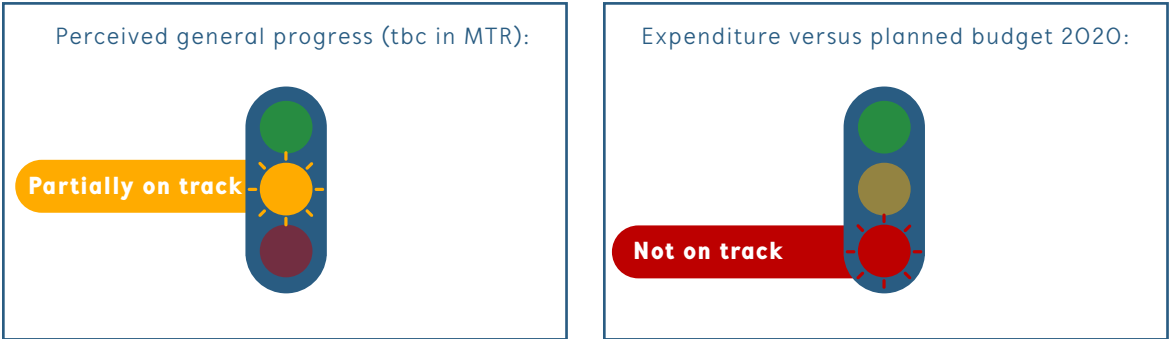 Perceived general progress (tbc in MTR):
Partially on track
Expenditure versus planned budget 2020:
Not on track